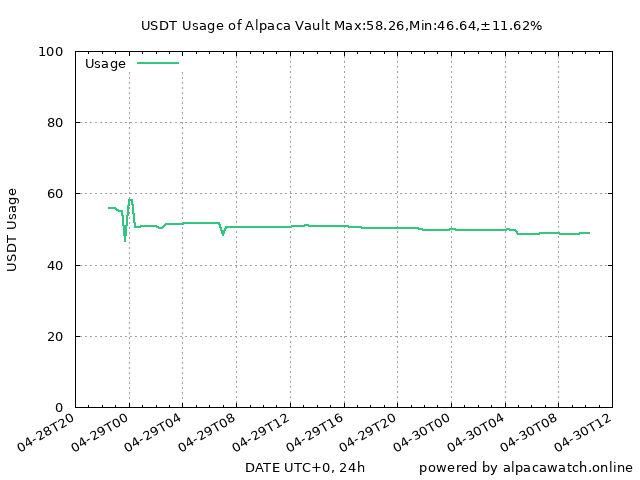 USDT Usage of Alpaca Vault Max:58.26,Min:46.64,±11.62%
100
Usage
80
60
USDT Usage
40
20
0
04-28T20
04-29T00
04-29T04
04-29T08
04-29T12
04-29T16
04-29T20
04-30T00
04-30T04
04-30T08
04-30T12
DATE UTC+0, 24h
powered by alpacawatch.online